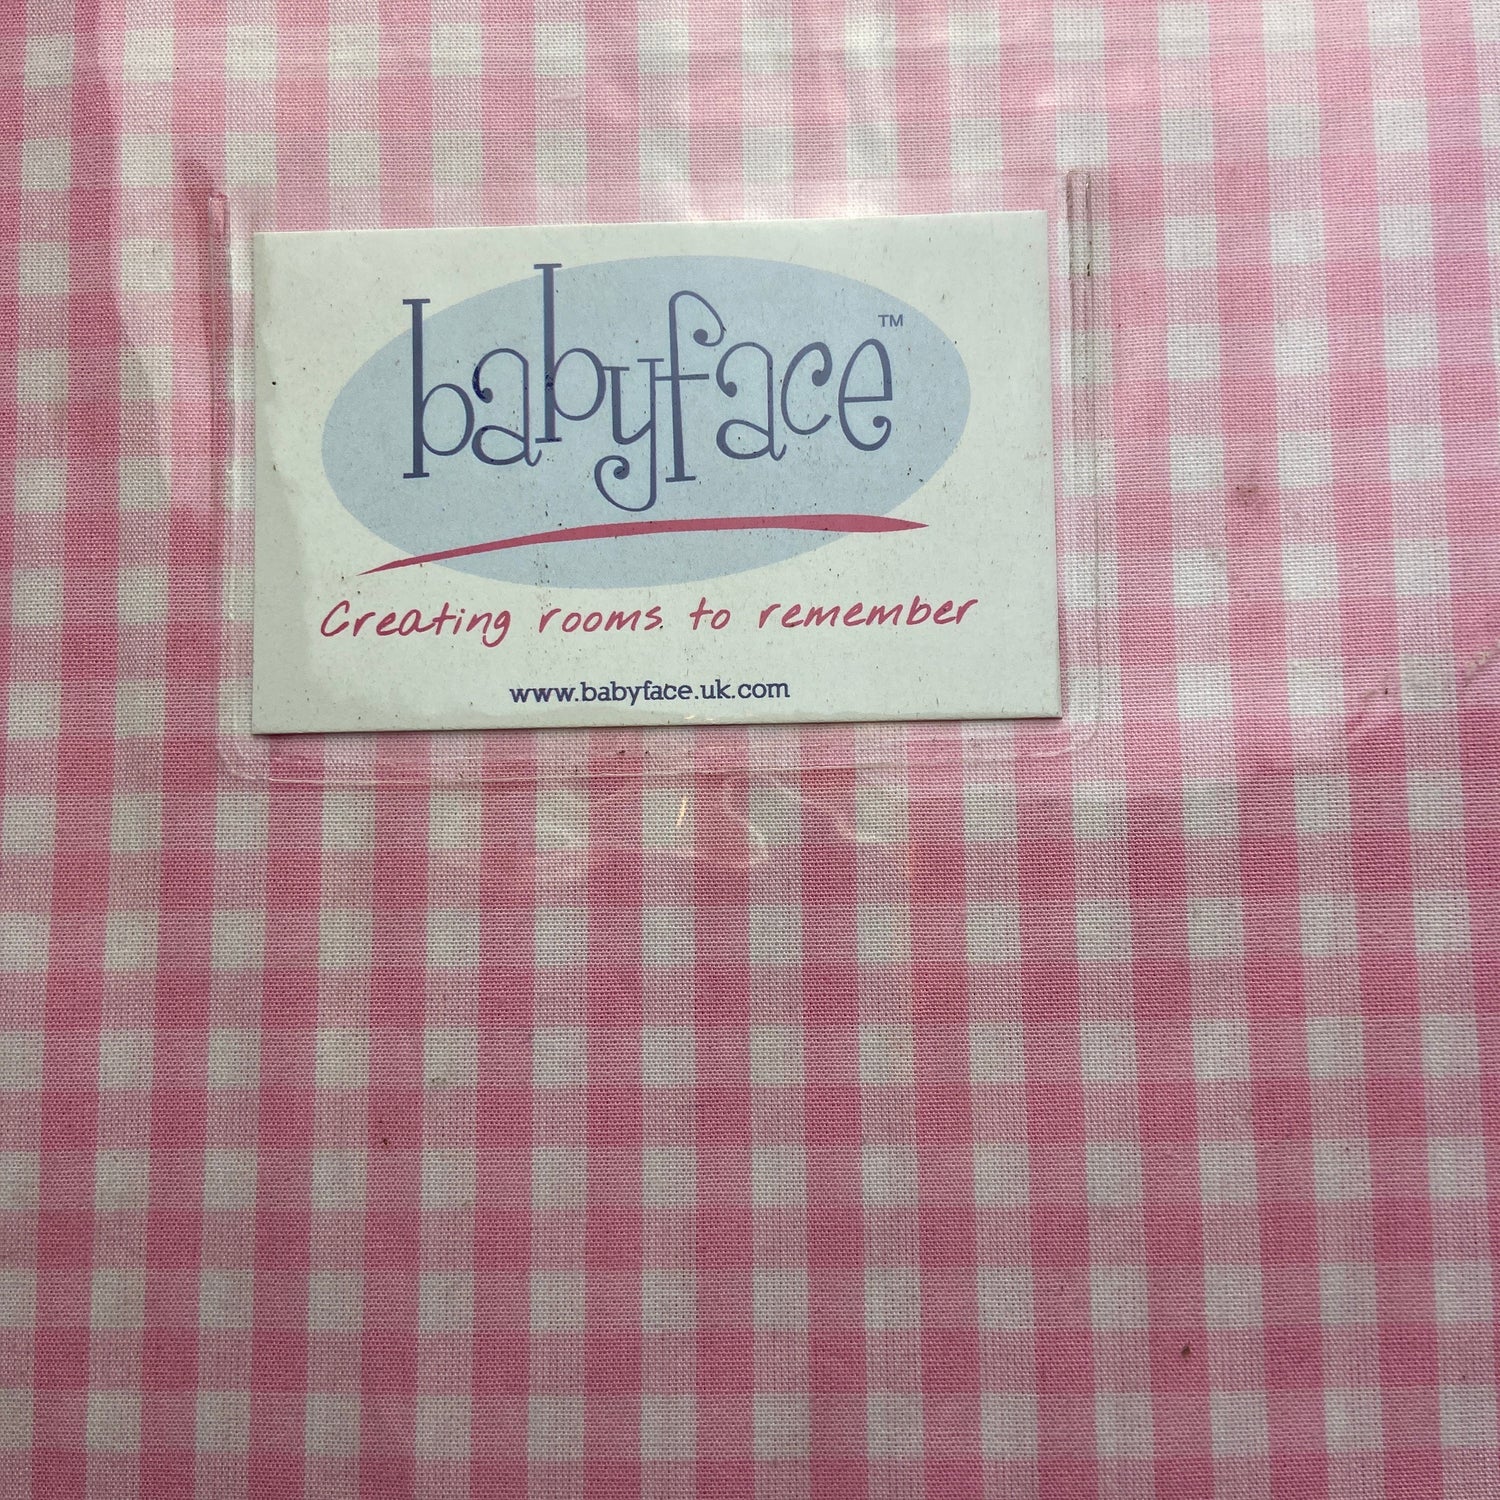 babyface™
Creating rooms to remember
www.babyface.uk.com